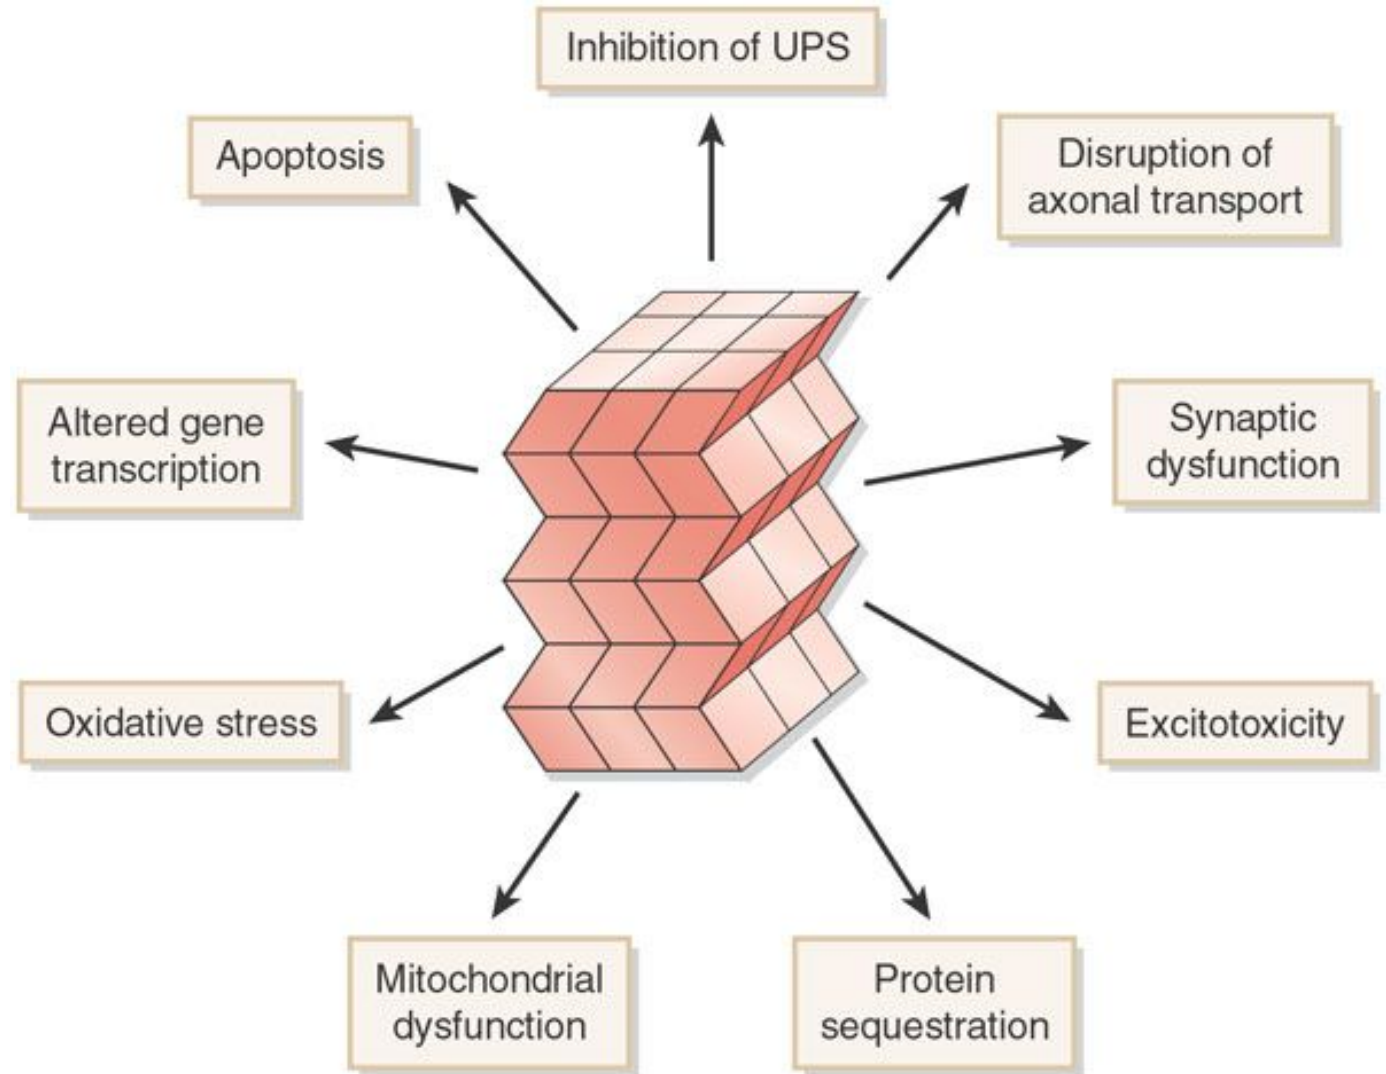 Inhibition of UPS
Apoptosis
Disruption of
axonal transport
Altered gene
transcription
Synaptic
dysfunction
Oxidative stress
Excitotoxicity
Mitochondrial
dysfunction
Protein
sequestration